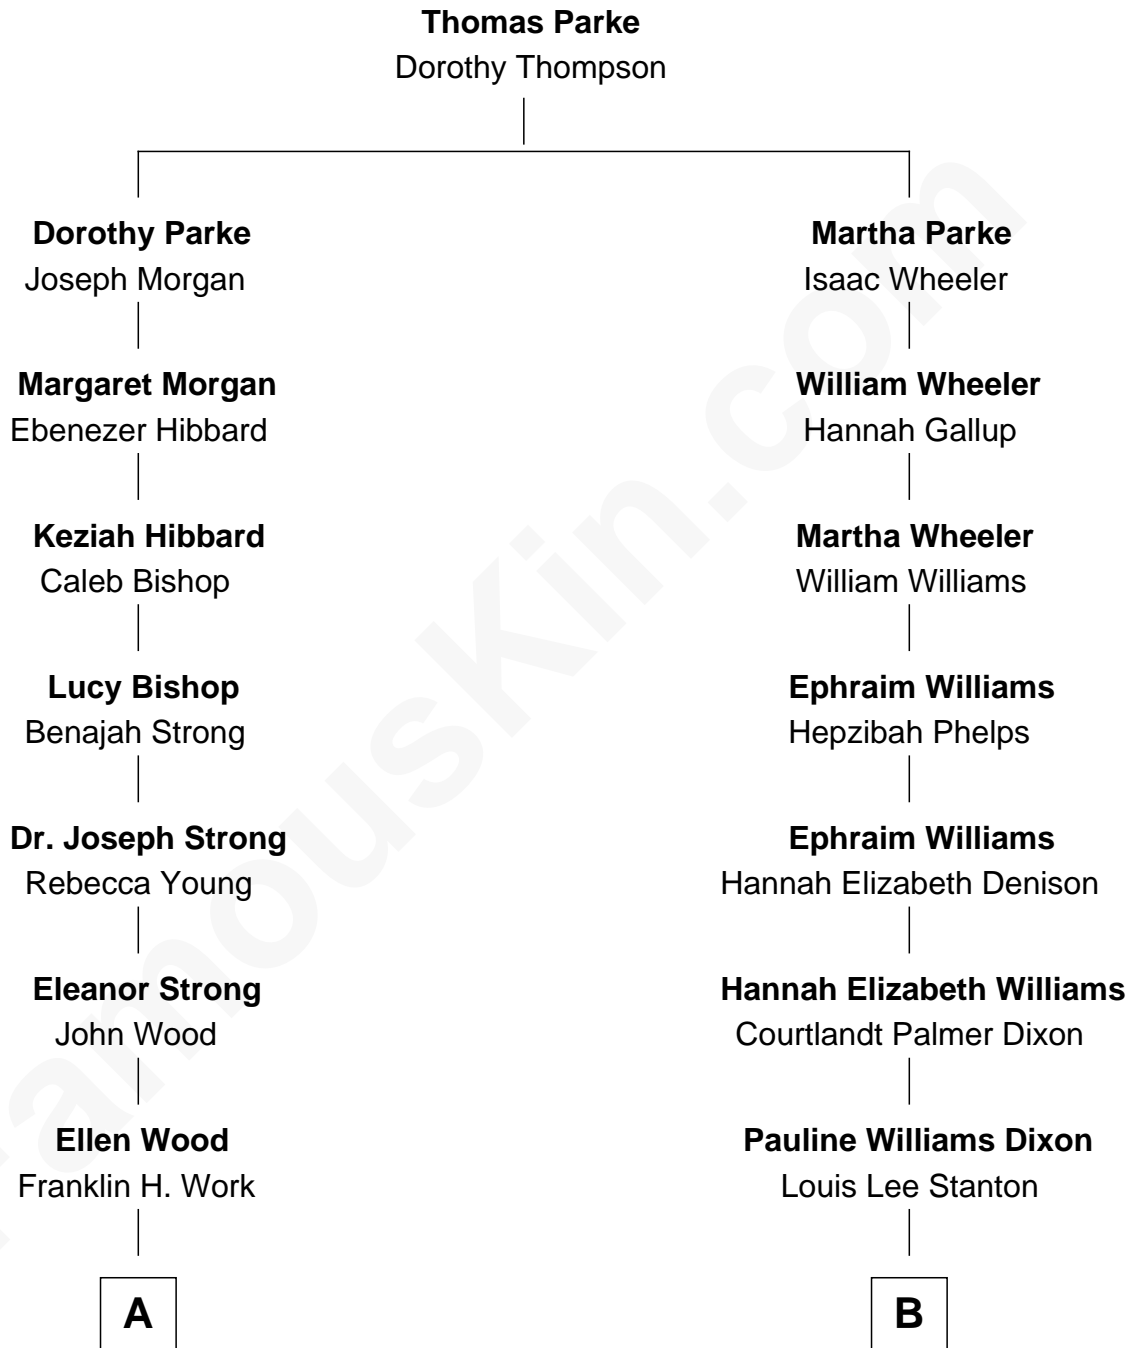 Thomas Parke
Dorothy Thompson
Dorothy Parke
Joseph Morgan
Martha Parke
Isaac Wheeler
Margaret Morgan
Ebenezer Hibbard
William Wheeler
Hannah Gallup
Keziah Hibbard
Caleb Bishop
Martha Wheeler
William Williams
Lucy Bishop
Benajah Strong
Ephraim Williams
Hepzibah Phelps
Dr. Joseph Strong
Rebecca Young
Ephraim Williams
Hannah Elizabeth Denison
Eleanor Strong
John Wood
Hannah Elizabeth Williams
Courtlandt Palmer Dixon
Ellen Wood
Franklin H. Work
Pauline Williams Dixon
Louis Lee Stanton
A
B
FamousKin.com